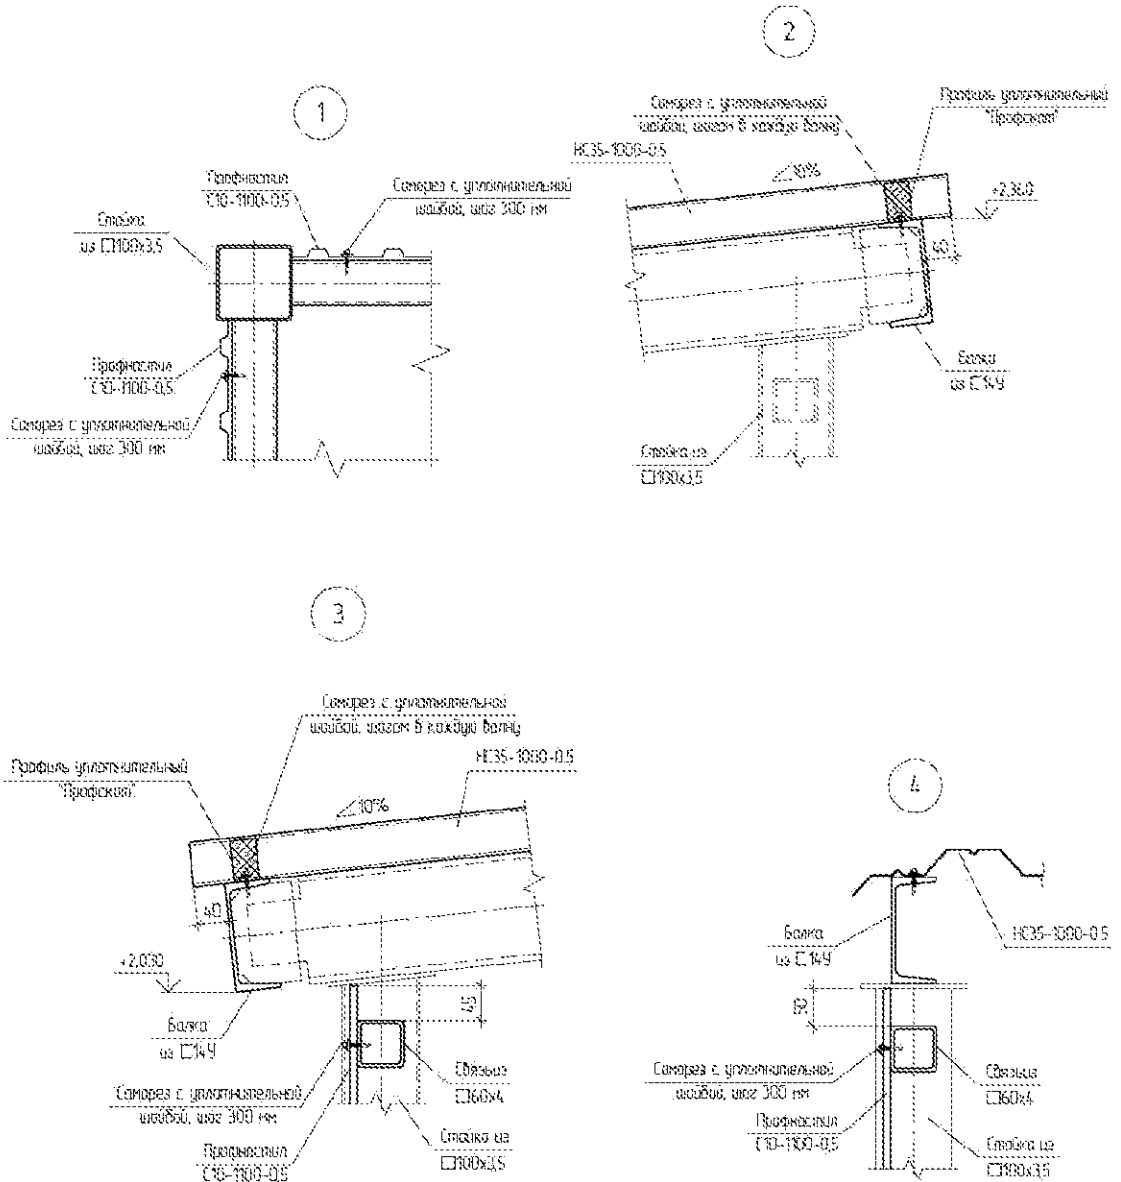 1
Профнастил
С10-1100-0,5
Саморез с уплотнительной
шайбой, шаг 300 мм
Стойка
из □100х3,5
Профнастил
С10-1100-0,5
Саморез с уплотнительной
шайбой, шаг 300 мм
2
Саморез с уплотнительной
шайбой, шагом в каждую волну
Профиль уплотнительный
"Профскат"
НС35-1000-0.5
10%
+2,360
40
Балка
из ⊏14У
Стойка из
□100х3,5
3
Саморез с уплотнительной
шайбой, шагом в каждую волну
НС35-1000-0.5
Профиль уплотнительный
"Профскат"
10%
40
+2,030
Балка
из ⊏14У
45
Саморез с уплотнительной
шайбой, шаг 300 мм
Связь из
□60х4
Профнастил
С10-1100-0,5
Стойка из
□100х3,5
4
НС35-1000-0.5
Балка
из ⊏14У
Саморез с уплотнительной
шайбой, шаг 300 мм
Связь из
□60х4
Профнастил
С10-1100-0,5
Стойка из
□100х3,5